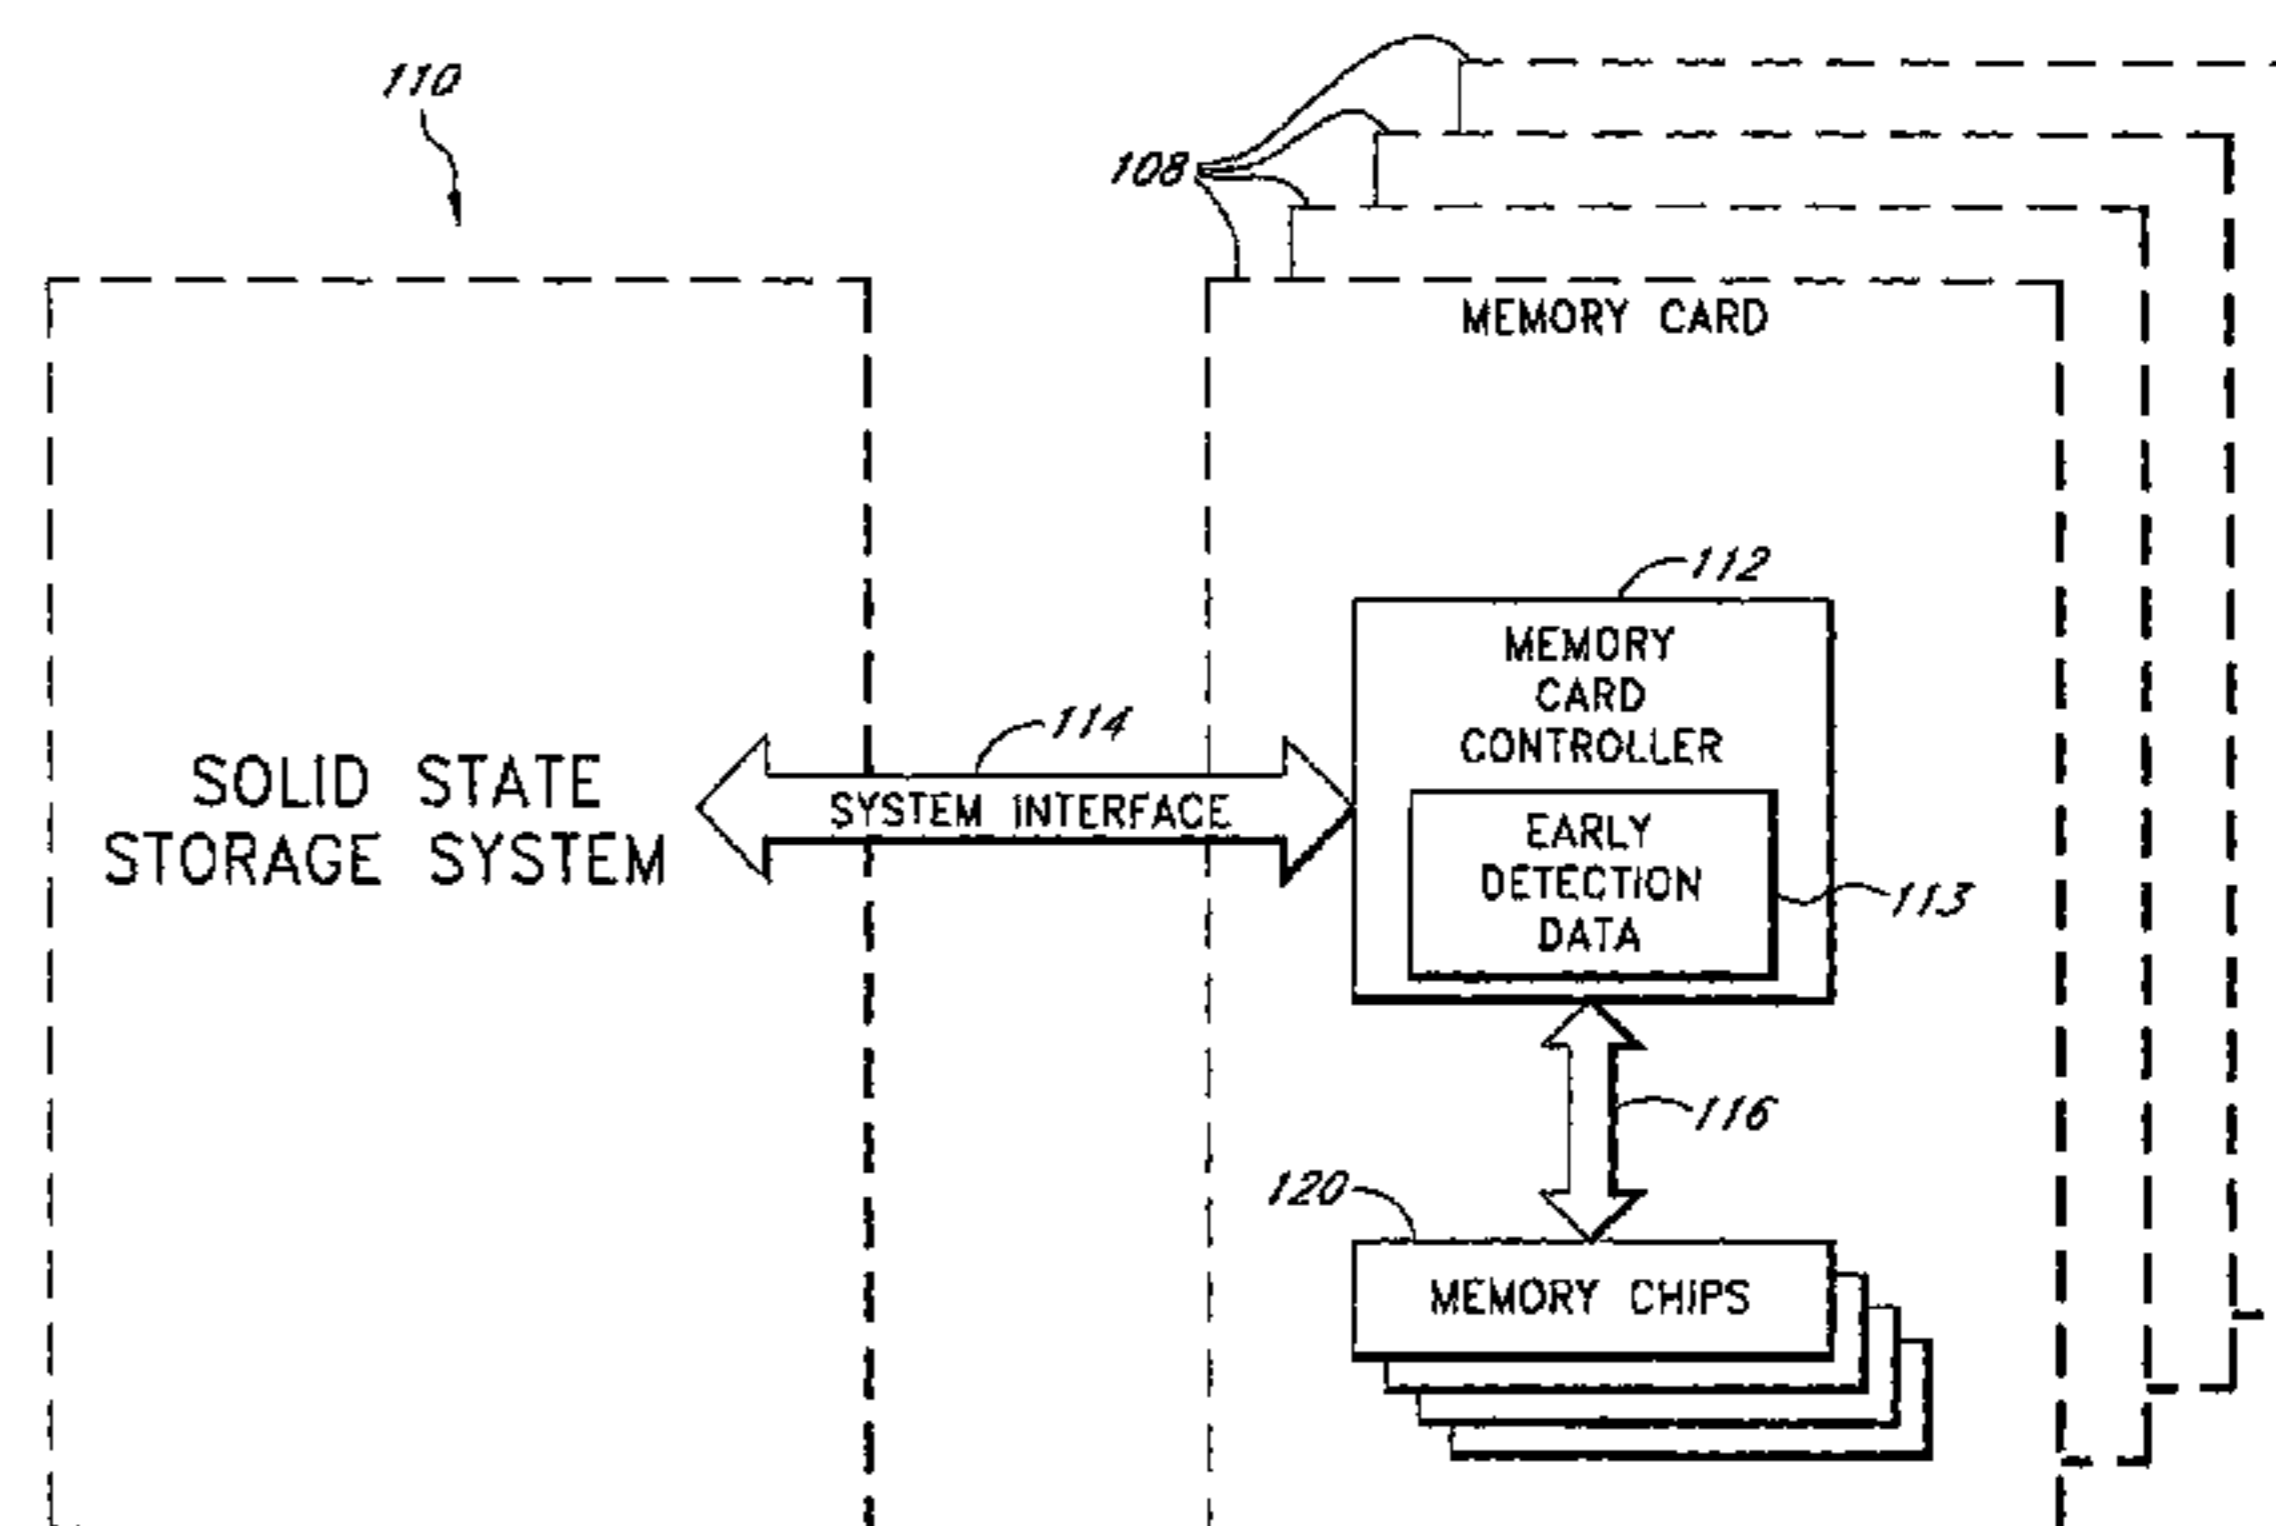 110
108
MEMORY CARD
112
MEMORY
CARD
CONTROLLER
114
SOLID STATE
STORAGE SYSTEM
SYSTEM INTERFACE
EARLY
DETECTION
DATA
113
116
120
MEMORY CHIPS